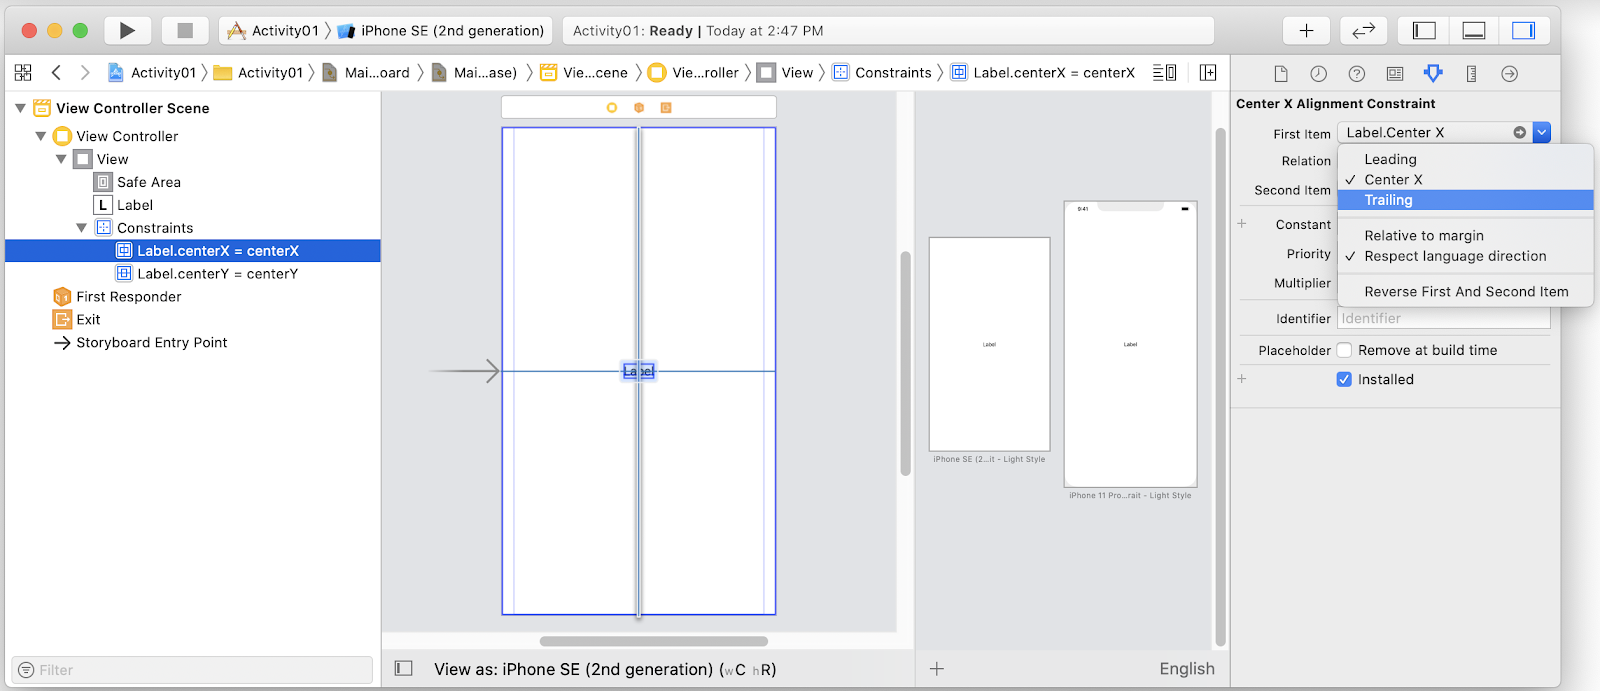 Activity01 iPhone SE (2nd generation)
Activity01: Ready | Today at 2:47 PM
Activity01 Activity01 Mai...oard Mai...ase) Vie...cene Vie...roller View Constraints Label.centerX = centerX
View Controller Scene
View Controller
View
Safe Area
L Label
Constraints
Label.centerX = centerX
Label.centerY = centerY
First Responder
Exit
Storyboard Entry Point
Filter
Label
View as: iPhone SE (2nd generation) (wC hR)
Label
iPhone SE (2...it - Light Style
9:41
Label
iPhone 11 Pro...rait - Light Style
English
Center X Alignment Constraint
First Item Label.Center X
Relation
Second Item
Constant
Priority
Multiplier
Leading
✓ Center X
Trailing
Relative to margin
✓ Respect language direction
Reverse First And Second Item
Identifier Identifier
Placeholder Remove at build time
Installed